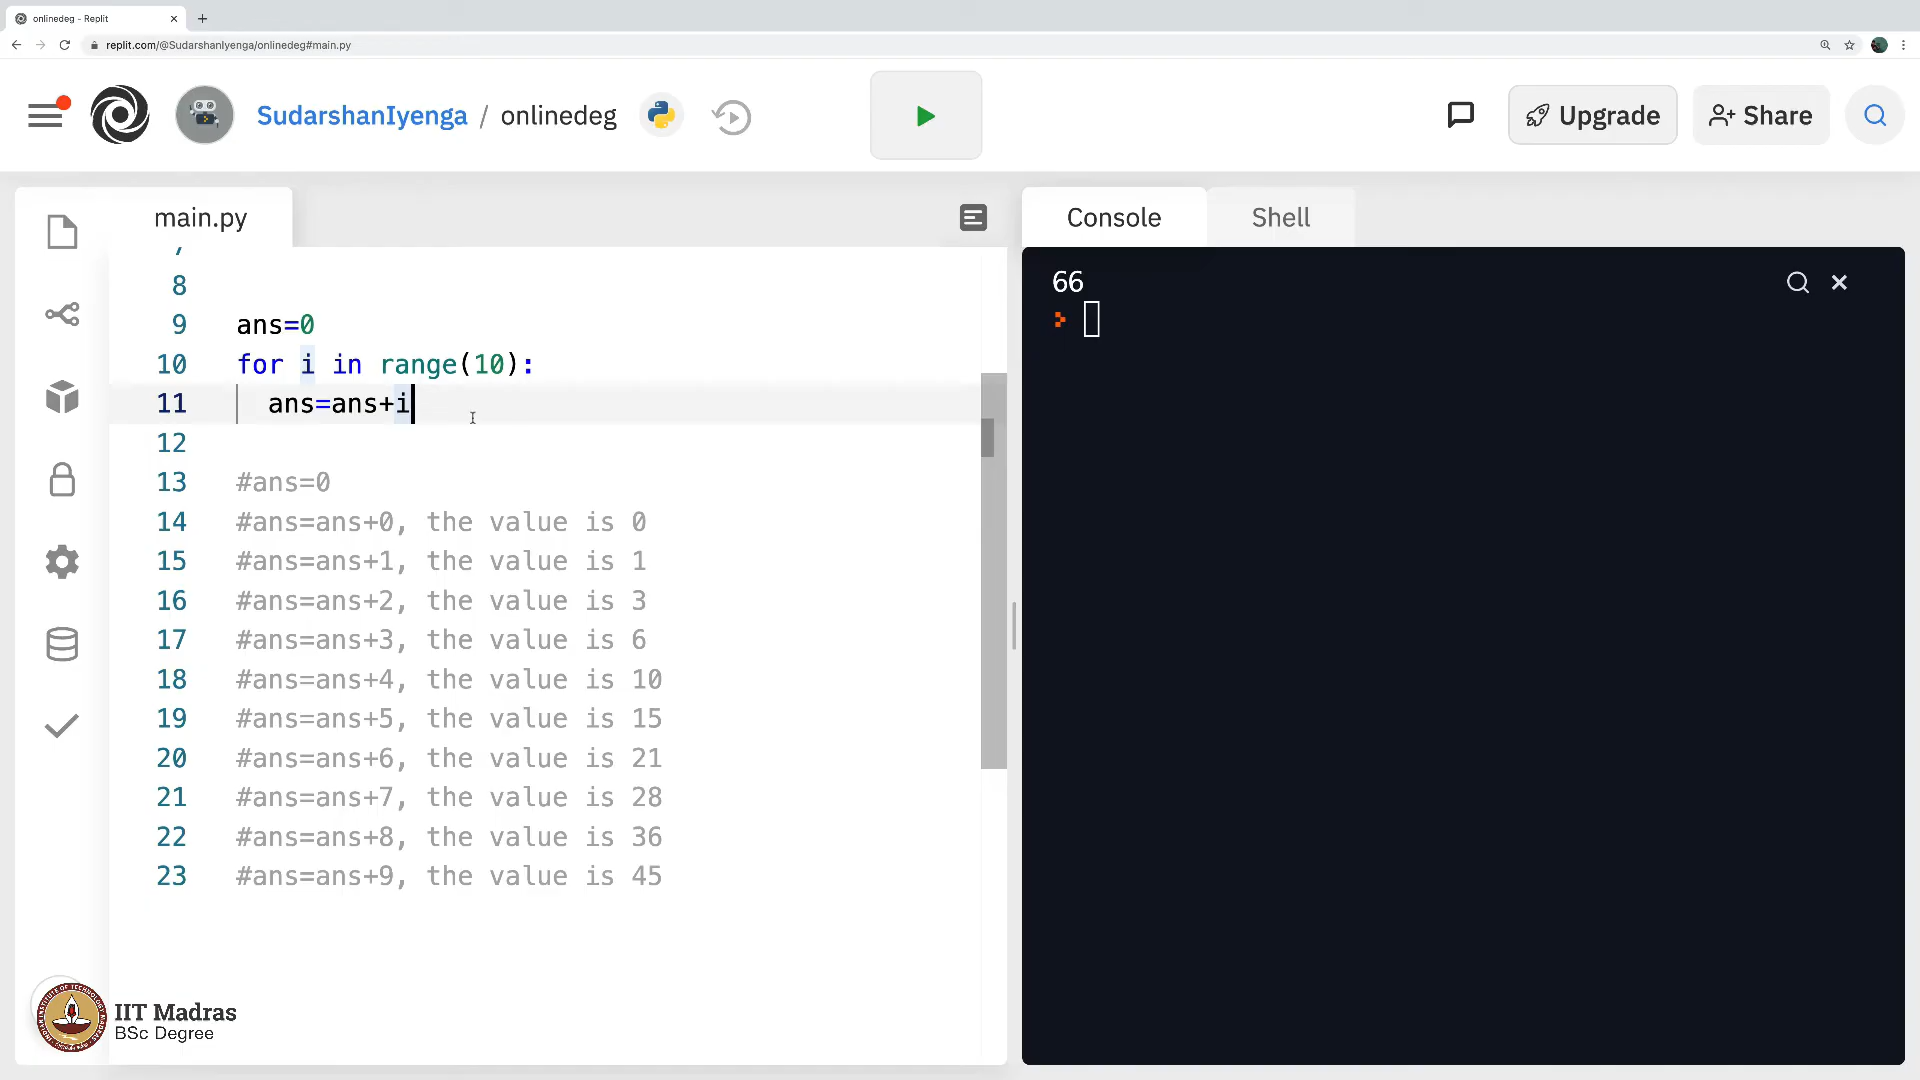 onlinedeg - Replit
replit.com/@SudarshanIyenga/onlinedeg#main.py
SudarshanIyenga / onlinedeg
Upgrade
Share
main.py
Console
Shell
7
8
9 ans=0
10 for i in range(10):
11 ans=ans+i
12
13 #ans=0
14 #ans=ans+0, the value is 0
15 #ans=ans+1, the value is 1
16 #ans=ans+2, the value is 3
17 #ans=ans+3, the value is 6
18 #ans=ans+4, the value is 10
19 #ans=ans+5, the value is 15
20 #ans=ans+6, the value is 21
21 #ans=ans+7, the value is 28
22 #ans=ans+8, the value is 36
23 #ans=ans+9, the value is 45
66
IIT Madras
BSc Degree